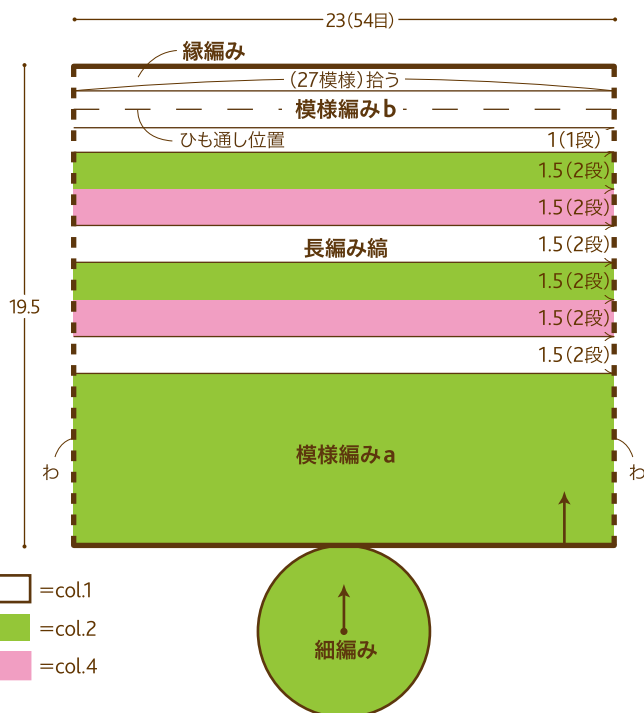 23(54目)
縁編み
(27模様)拾う
模様編みb
ひも通し位置
1(1段)
1.5(2段)
1.5(2段)
長編み縞
1.5(2段)
1.5(2段)
19.5
1.5(2段)
1.5(2段)
模様編みa
わ
わ
=col.1
=col.2
細編み
=col.4